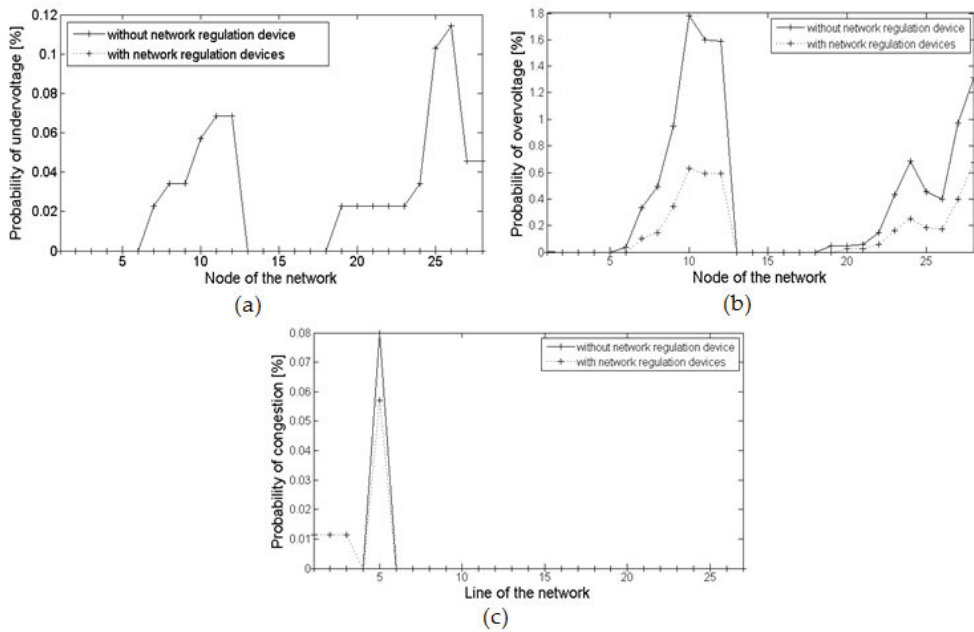 0.12
0.1
0.08
0.06
0.04
0.02
0
Probability of undervoltage [%]
without network regulation device
with network regulation devices
5
10
15
20
25
Node of the network
(a)
1.8
1.6
1.4
1.2
1.0
0.8
0.6
0.4
0.2
0
Probability of overvoltage [%]
without network regulation device
with network regulation devices
5
10
15
20
25
Node of the network
(b)
0.08
0.07
0.06
0.05
0.04
0.03
0.02
0.01
0
Probability of congestion [%]
without network regulation device
with network regulation devices
5
10
15
20
25
Line of the network
(c)